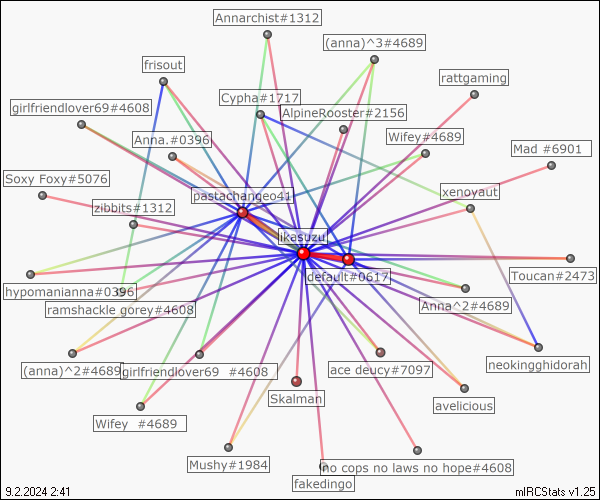 Annarchist#1312
(anna)^3#4689
frisout
rattgaming
Cypha#1717
girlfriendlover69#4608
AlpineRooster#2156
Anna.#0396
Wifey#4689
Mad #6901
Soxy Foxy#5076
xenoyaut
pastachangeo41
zibbits#1312
ikasuzu
Toucan#2473
default#0617
hypomanianna#0396
Anna^2#4689
ramshackle gorey#4608
neokingghidorah
(anna)^2#4689
girlfriendlover69 #4608
ace deucy#7097
Skalman
avelicious
Wifey #4689
Mushy#1984
no cops no laws no hope#4608
fakedingo
9.2.2024 2:41
mIRCStats v1.25